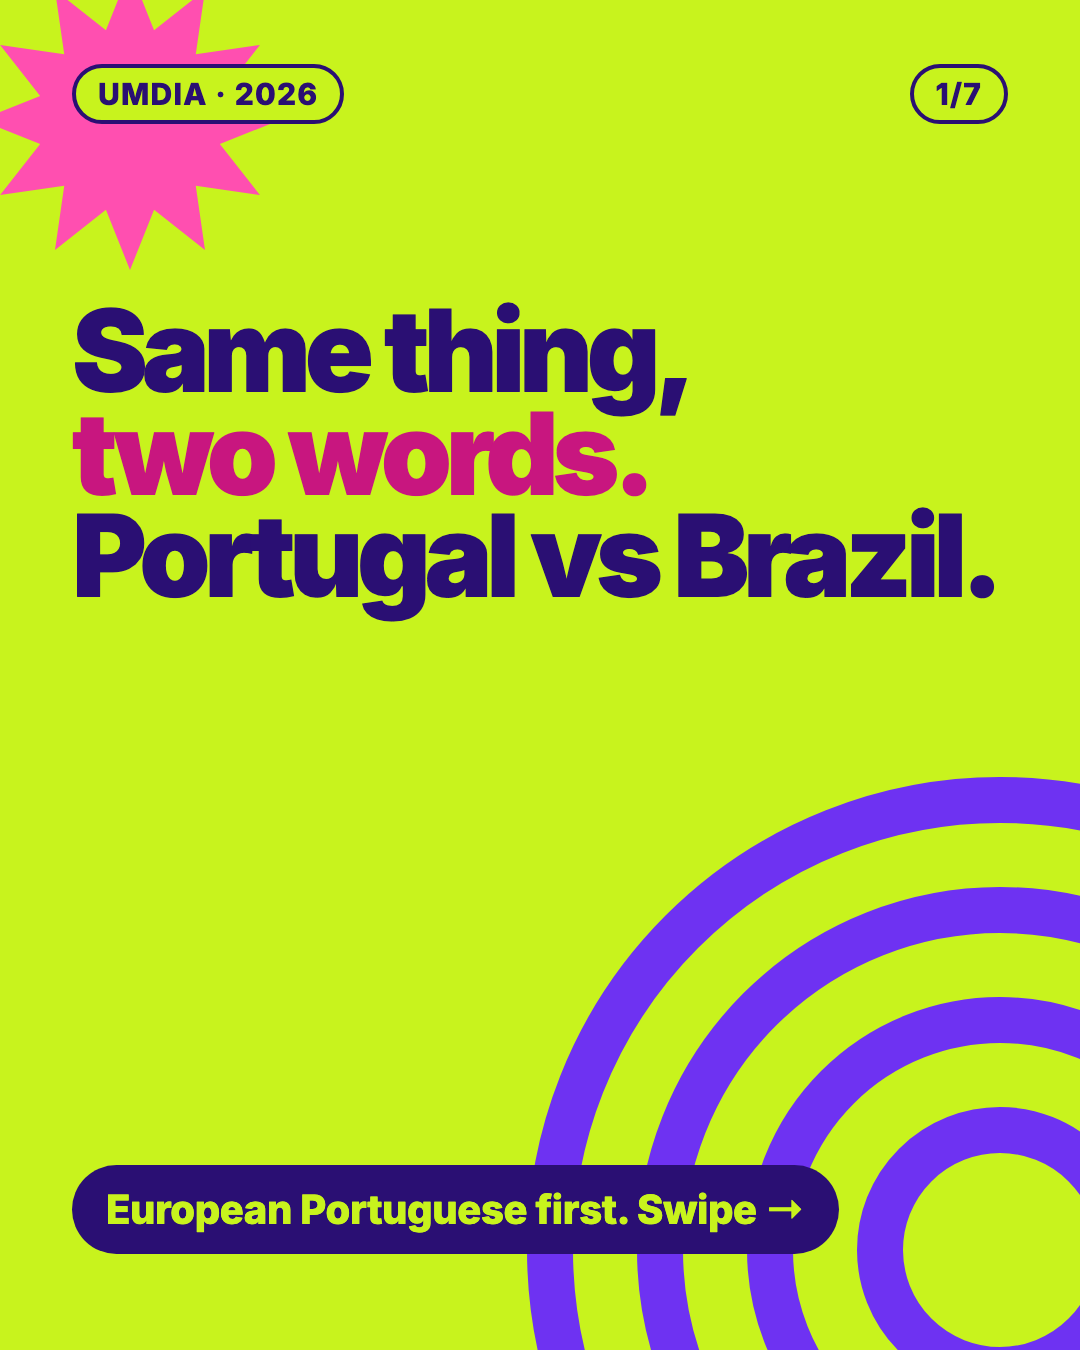 UMDIA · 2026
1/7
Same thing,
two words.
Portugal vs Brazil.
European Portuguese first. Swipe →